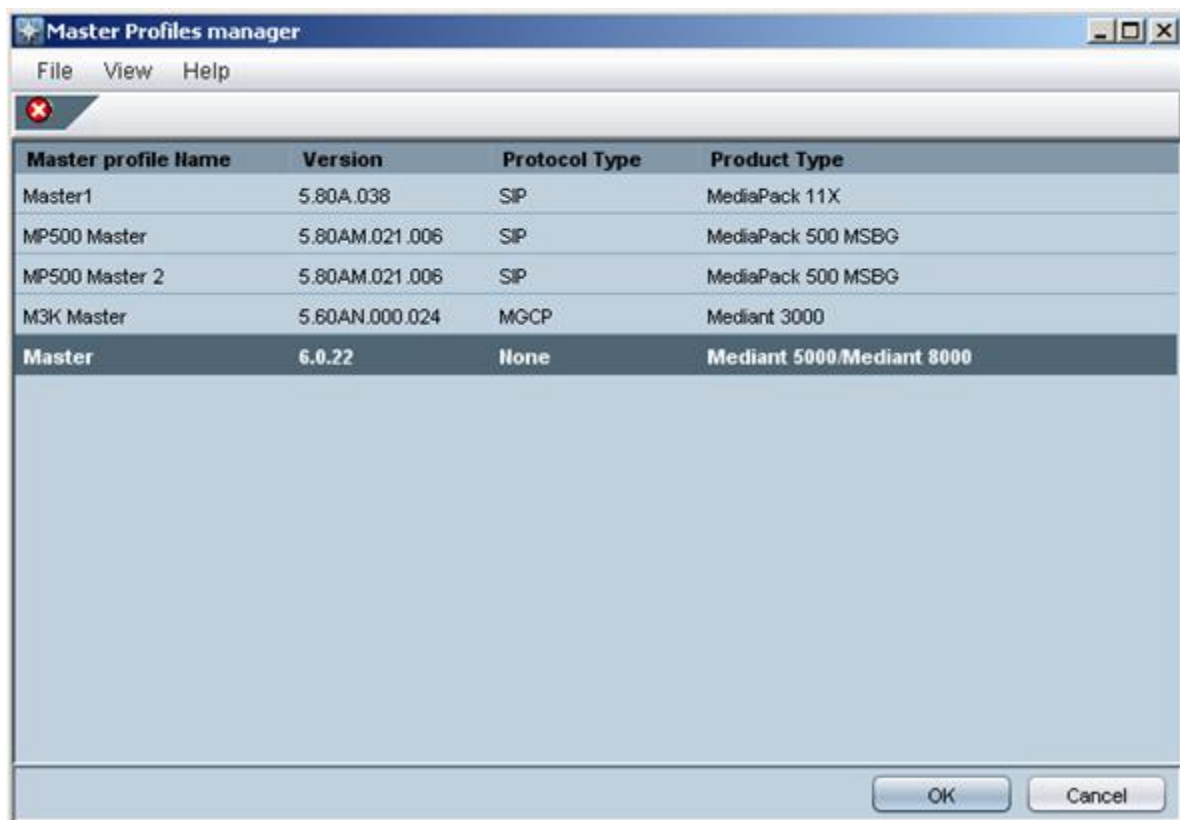 Master Profiles manager
File View Help
Master profile Name Version Protocol Type Product Type
Master1 5.80A.038 SIP MediaPack 11X
MP500 Master 5.80AM.021.006 SIP MediaPack 500 MSBG
MP500 Master 2 5.80AM.021.006 SIP MediaPack 500 MSBG
M3K Master 5.60AN.000.024 MGCP Mediant 3000
Master 6.0.22 None Mediant 5000/Mediant 8000
OK Cancel